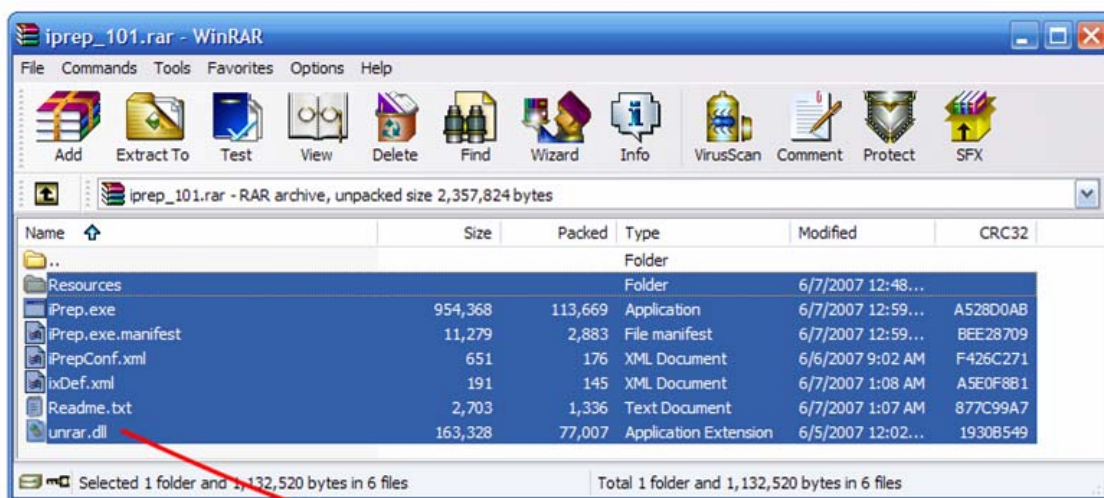 iprep_101.rar - WinRAR
File Commands Tools Favorites Options Help
Add Extract To Test View Delete Find Wizard Info VirusScan Comment Protect SFX
iprep_101.rar - RAR archive, unpacked size 2,357,824 bytes
Name Size Packed Type Modified CRC32
.. Folder
Resources Folder 6/7/2007 12:48...
iPrep.exe 954,368 113,669 Application 6/7/2007 12:59... A528D0AB
iPrep.exe.manifest 11,279 2,883 File manifest 6/7/2007 12:59... BEE28709
iPrepConf.xml 651 176 XML Document 6/6/2007 9:02 AM F426C271
ixDef.xml 191 145 XML Document 6/7/2007 1:08 AM A5E0F8B1
Readme.txt 2,703 1,336 Text Document 6/7/2007 1:07 AM 877C99A7
unrar.dll 163,328 77,007 Application Extension 6/5/2007 12:02... 1930B549
Selected 1 folder and 1,132,520 bytes in 6 files Total 1 folder and 1,132,520 bytes in 6 files